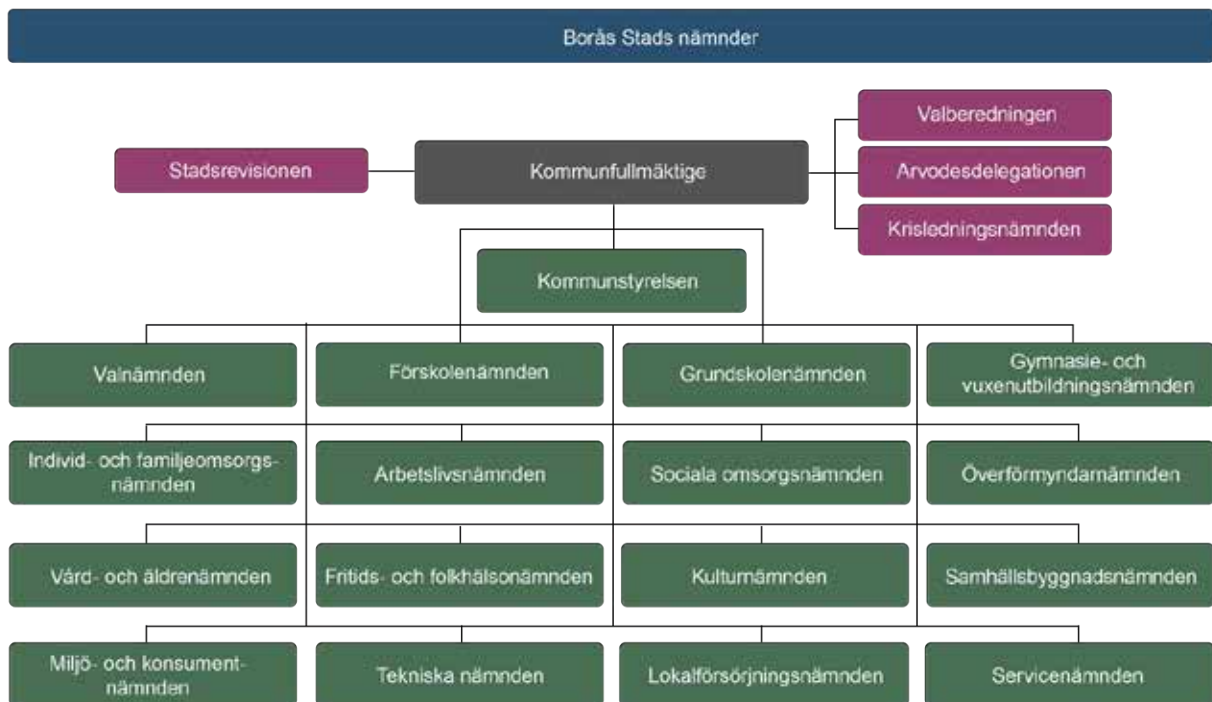 Borås Stads nämnder
Valberedningen
Stadsrevisionen
Kommunfullmäktige
Arvodesdelegationen
Krisledningsnämnden
Kommunstyrelsen
Valnämnden
Förskolenämnden
Grundskolenämnden
Gymnasie- och
vuxenutbildningsnämnden
Individ- och familjeomsorgs-
nämnden
Arbetslivsnämnden
Sociala omsorgsnämnden
Överförmyndarnämnden
Vård- och äldrenämnden
Fritids- och folkhälsonämnden
Kulturnämnden
Samhällsbyggnadsnämnden
Miljö- och konsument-
nämnden
Tekniska nämnden
Lokalförsörjningsnämnden
Servicenämnden